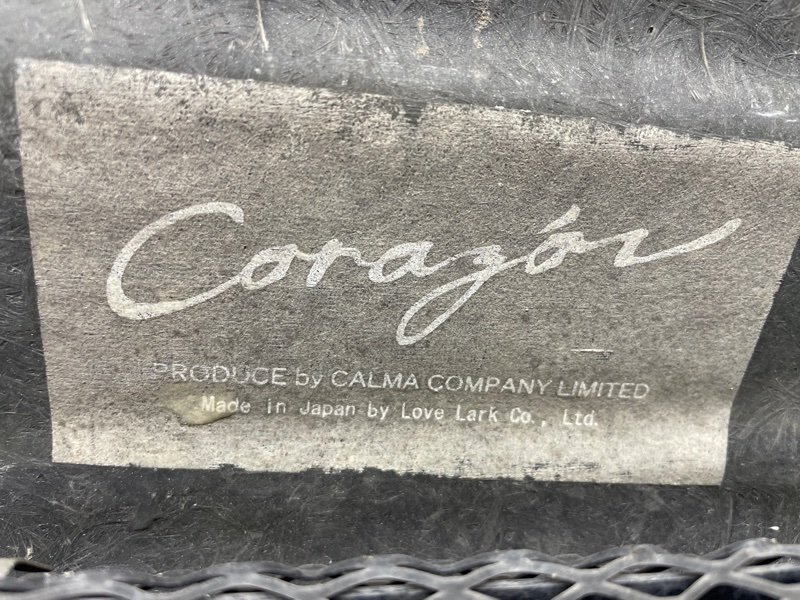 Corazón
PRODUCE by CALMA COMPANY LIMITED
Made in Japan by Love Lark Co., Ltd.